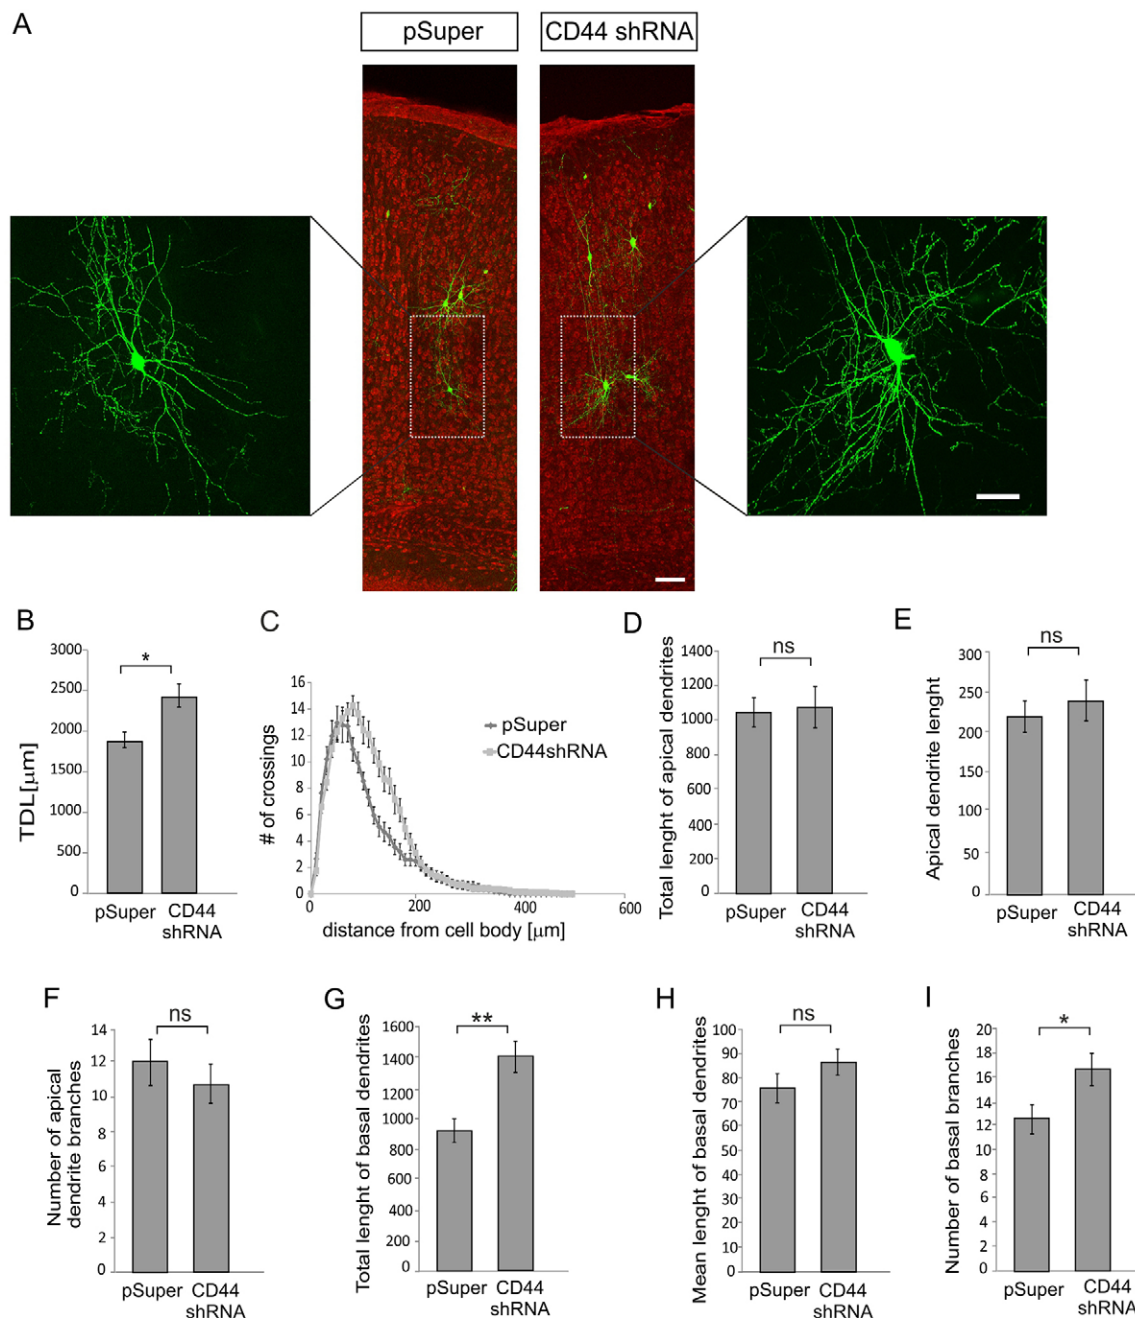 A
pSuper
CD44 shRNA
B
TDL[µm]
3000
2500
2000
1500
1000
500
0
*
pSuper
CD44
shRNA
C
# of crossings
16
14
12
10
8
6
4
2
0
0
200
400
600
distance from cell body [µm]
pSuper
CD44shRNA
D
Total lenght of apical dendrites
1400
1200
1000
800
600
400
200
0
ns
pSuper
CD44
shRNA
E
Apical dendrite lenght
300
250
200
150
100
50
0
ns
pSuper
CD44
shRNA
F
Number of apical
dendrite branches
14
12
10
8
6
4
2
0
ns
pSuper
CD44
shRNA
G
Total lenght of basal dendrites
1600
1400
1200
1000
800
600
400
200
0
**
pSuper
CD44
shRNA
H
Mean lenght of basal dendrites
100
90
80
70
60
50
40
30
20
10
0
ns
pSuper
CD44
shRNA
I
Number of basal branches
20
18
16
14
12
10
8
6
4
2
0
*
pSuper
CD44
shRNA